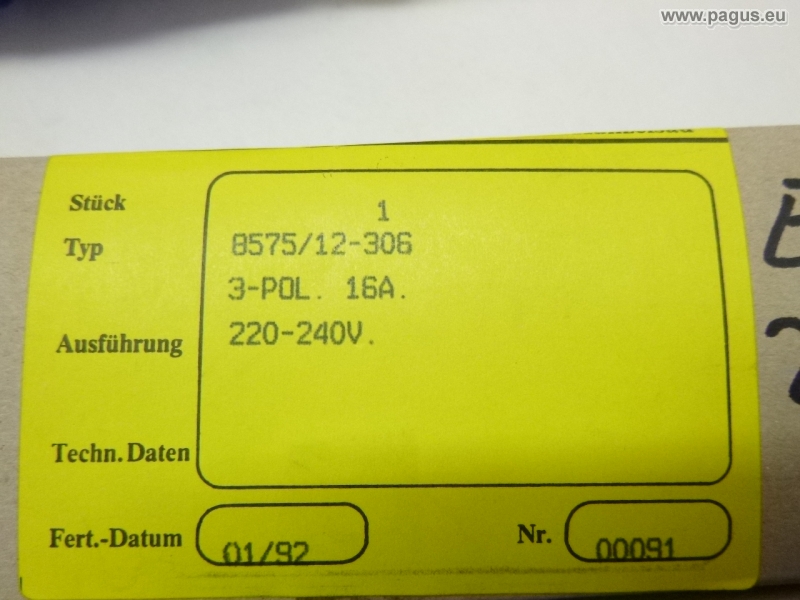 www.pagus.eu
Stück 1
Typ 8575/12-306
3-POL. 16A.
Ausführung 220-240V.
Techn. Daten
Fert.-Datum 01/92 Nr. 00091